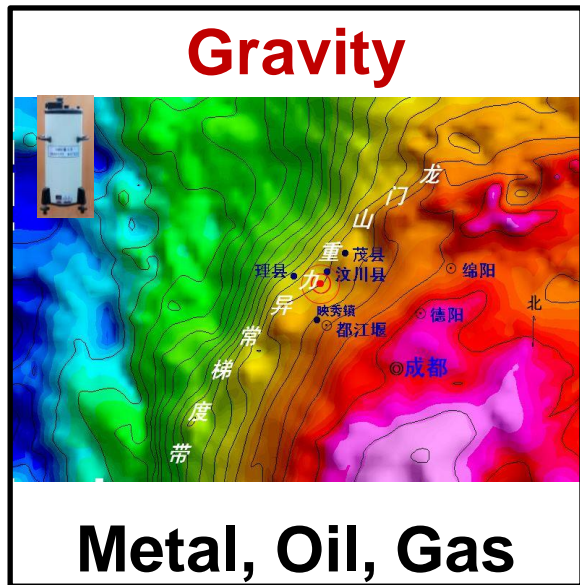 Gravity
龙门山重力异常梯度带
茂县
理县
汶川县
绵阳
映秀镇
北
都江堰
德阳
成都
Metal, Oil, Gas